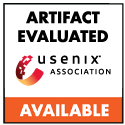 ARTIFACT
EVALUATED
usenix
ASSOCIATION
AVAILABLE